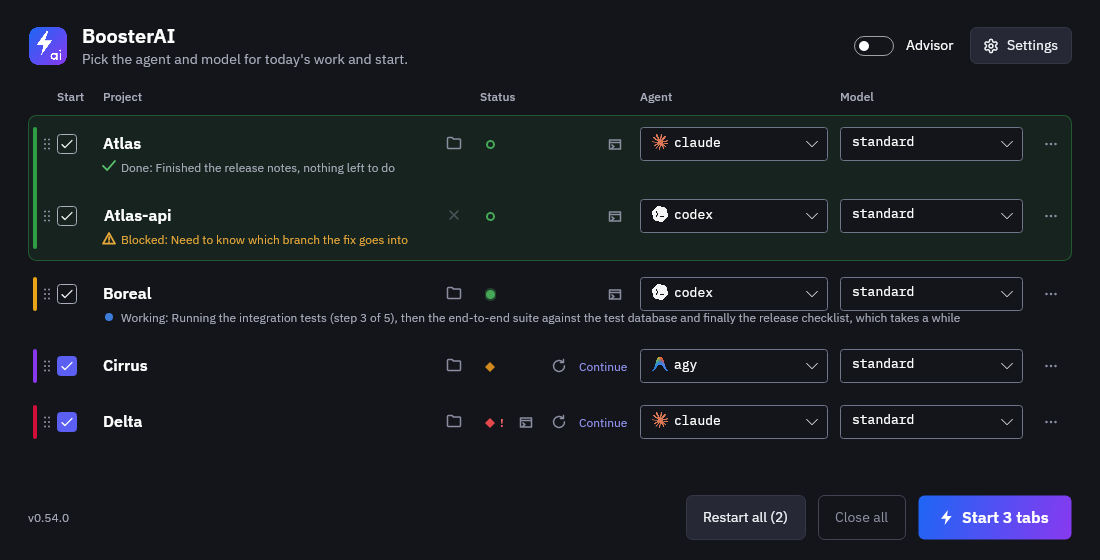 ai
BoosterAI
Pick the agent and model for today's work and start.
Advisor
Settings
Start Project Status Agent Model
Atlas claude standard
Done: Finished the release notes, nothing left to do
Atlas-api codex standard
Blocked: Need to know which branch the fix goes into
Boreal codex standard
Working: Running the integration tests (step 3 of 5), then the end-to-end suite against the test database and finally the release checklist, which takes a while
Cirrus Continue agy standard
Delta ! Continue claude standard
v0.54.0
Restart all (2)
Close all
Start 3 tabs